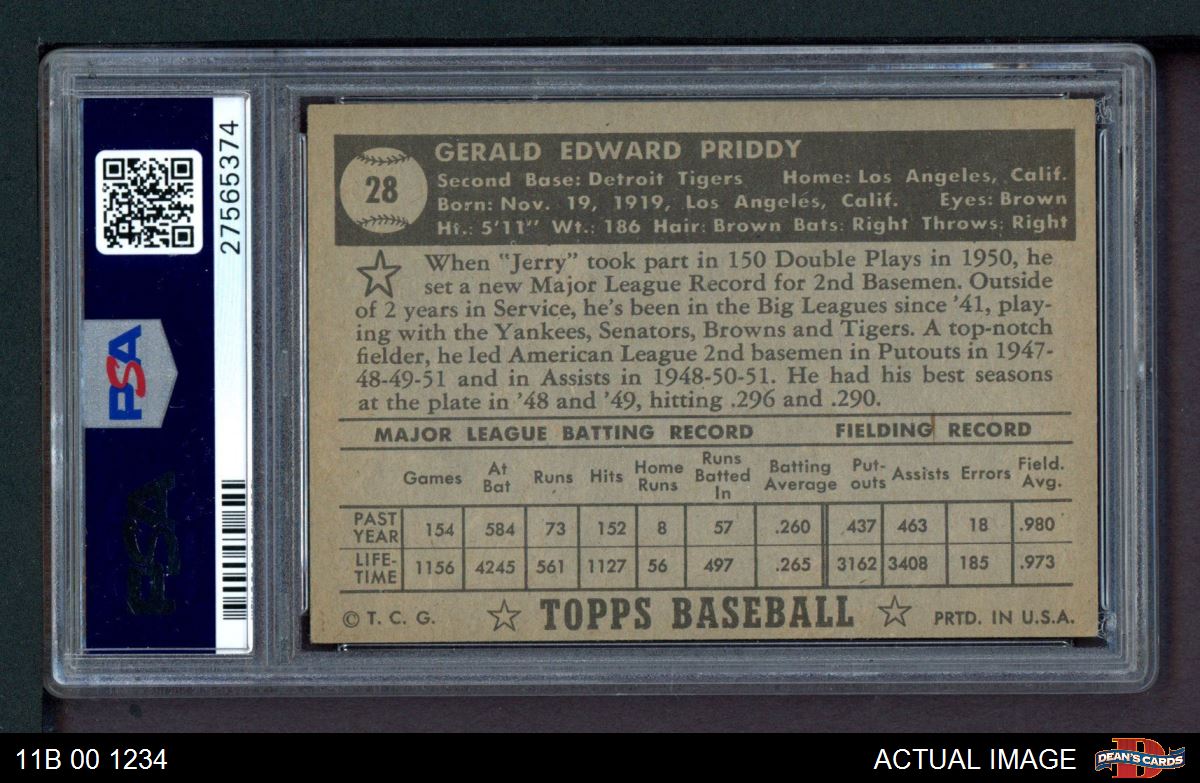 PSA
27565374
PSA
GERALD EDWARD PRIDDY
28
Second Base: Detroit Tigers Home: Los Angeles, Calif.
Born: Nov. 19, 1919, Los Angeles, Calif. Eyes: Brown
Ht.: 5'11" Wt.: 186 Hair: Brown Bats: Right Throws: Right
When "Jerry" took part in 150 Double Plays in 1950, he
set a new Major League Record for 2nd Basemen. Outside
of 2 years in Service, he's been in the Big Leagues since '41, play-
ing with the Yankees, Senators, Browns and Tigers. A top-notch
fielder, he led American League 2nd basemen in Putouts in 1947-
48-49-51 and in Assists in 1948-50-51. He had his best seasons
at the plate in '48 and '49, hitting .296 and .290.
MAJOR LEAGUE BATTING RECORD FIELDING RECORD
Games At Bat Runs Hits Home Runs Runs Batted In Batting Average Put-outs Assists Errors Field. Avg.
PAST YEAR 154 584 73 152 8 57 .260 437 463 18 .980
LIFE-TIME 1156 4245 561 1127 56 497 .265 3162 3408 185 .973
© T. C. G. TOPPS BASEBALL PRTD. IN U.S.A.
11B 00 1234 ACTUAL IMAGE DEAN'S CARDS